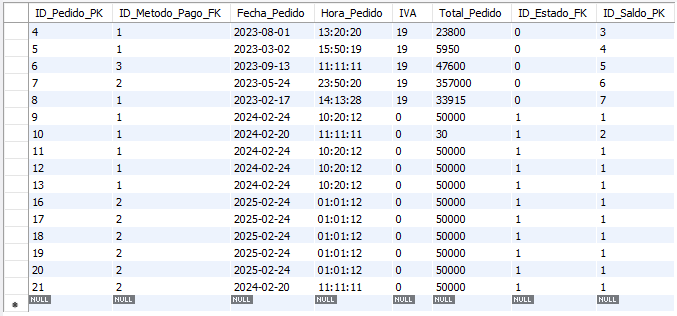 ID_Pedido_PK ID_Metodo_Pago_FK Fecha_Pedido Hora_Pedido IVA Total_Pedido ID_Estado_FK ID_Saldo_PK
4 1 2023-08-01 13:20:20 19 23800 0 3
5 1 2023-03-02 15:50:19 19 5950 0 4
6 3 2023-09-13 11:11:11 19 47600 0 5
7 2 2023-05-24 23:50:20 19 357000 0 6
8 1 2023-02-17 14:13:28 19 33915 0 7
9 1 2024-02-24 10:20:12 0 50000 1 1
10 1 2024-02-20 11:11:11 0 30 1 2
11 1 2024-02-24 10:20:12 0 50000 1 1
12 1 2024-02-24 10:20:12 0 50000 1 1
13 1 2024-02-24 10:20:12 0 50000 1 1
16 2 2025-02-24 01:01:12 0 50000 1 1
17 2 2025-02-24 01:01:12 0 50000 1 1
18 2 2025-02-24 01:01:12 0 50000 1 1
19 2 2025-02-24 01:01:12 0 50000 1 1
20 2 2025-02-24 01:01:12 0 50000 1 1
21 2 2024-02-20 11:11:11 0 50000 1 1
NULL NULL NULL NULL NULL NULL NULL NULL